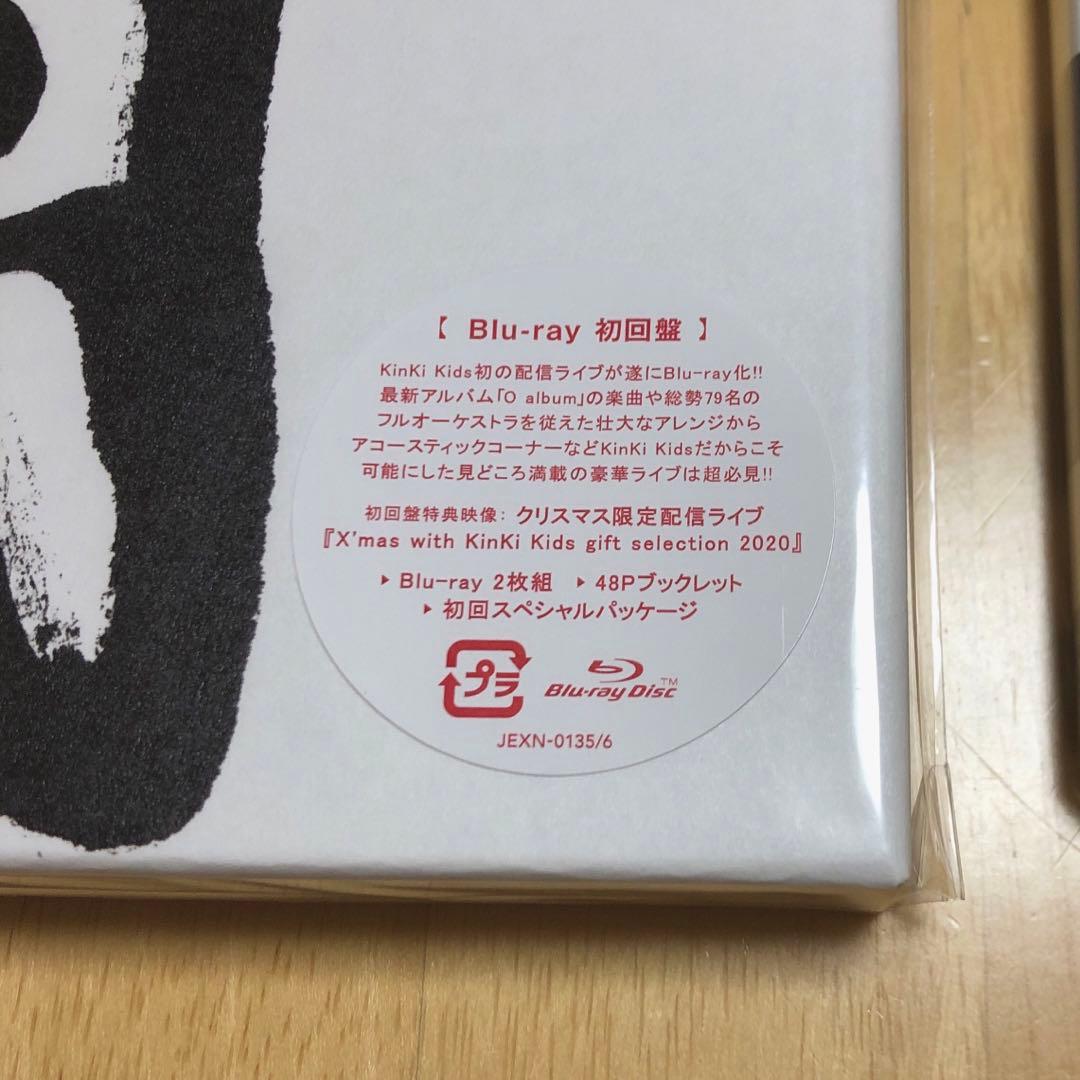 【 Blu-ray 初回盤 】
KinKi Kids初の配信ライブが遂にBlu-ray化!!
最新アルバム「O album」の楽曲や総勢79名の
フルオーケストラを従えた壮大なアレンジから
アコースティックコーナーなどKinKi Kidsだからこそ
可能にした見どころ満載の豪華ライブは超必見!!
初回盤特典映像: クリスマス限定配信ライブ
『X'mas with KinKi Kids gift selection 2020』
▶ Blu-ray 2枚組 ▶ 48Pブックレット
▶ 初回スペシャルパッケージ
プラ Blu-ray Disc™
JEXN-0135/6